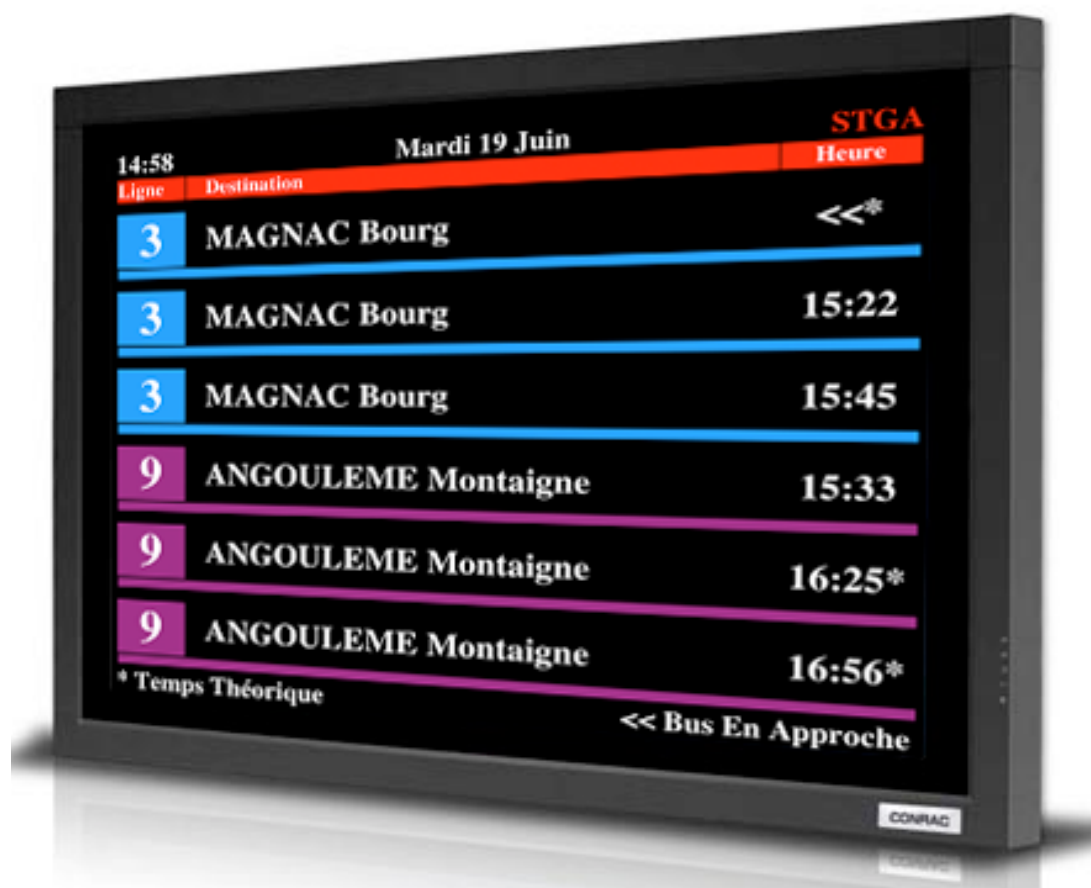 STGA
14:58 Mardi 19 Juin
Ligne Destination Heure
3 MAGNAC Bourg <<*
3 MAGNAC Bourg 15:22
3 MAGNAC Bourg 15:45
9 ANGOULEME Montaigne 15:33
9 ANGOULEME Montaigne 16:25*
9 ANGOULEME Montaigne 16:56*
* Temps Théorique
<< Bus En Approche
CONRAC